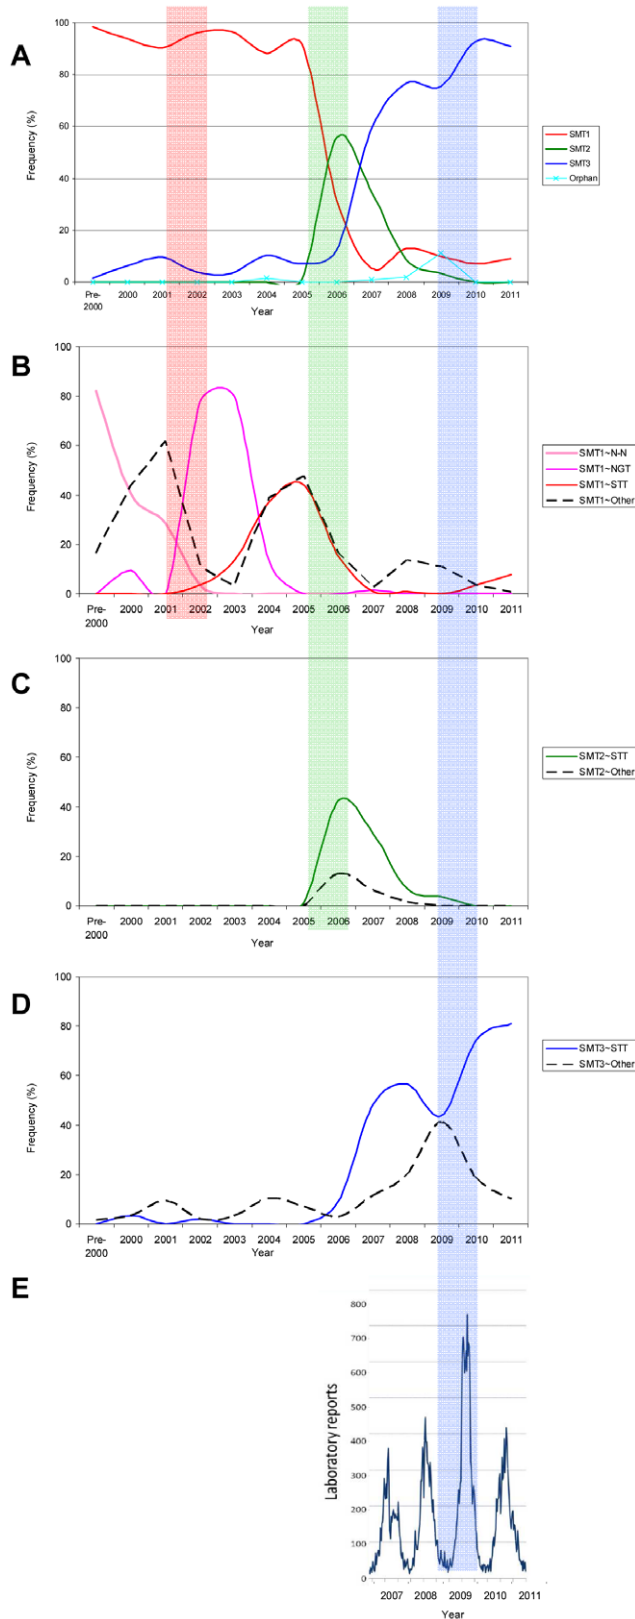 A
Frequency (%)
100
80
60
40
20
0
Pre-
2000
2000 2001 2002 2003 2004 2005 2006 2007 2008 2009 2010 2011
Year
SMT1
SMT2
SMT3
Orphan
B
Frequency (%)
100
80
60
40
20
0
Pre-
2000
2000 2001 2002 2003 2004 2005 2006 2007 2008 2009 2010 2011
Year
SMT1~N-N
SMT1~NGT
SMT1~STT
SMT1~Other
C
Frequency (%)
100
80
60
40
20
0
Pre-
2000
2000 2001 2002 2003 2004 2005 2006 2007 2008 2009 2010 2011
Year
SMT2~STT
SMT2~Other
D
Frequency (%)
100
80
60
40
20
0
Pre-
2000
2000 2001 2002 2003 2004 2005 2006 2007 2008 2009 2010 2011
Year
SMT3~STT
SMT3~Other
E
Laboratory reports
800
700
600
500
400
300
200
100
0
2007 2008 2009 2010 2011
Year